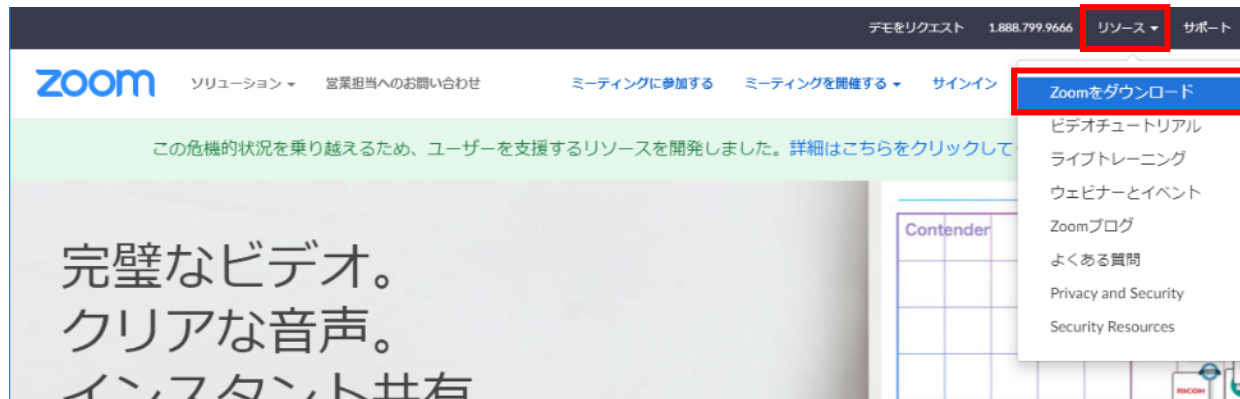 デモをリクエスト 1.888.799.9666 リソース サポート
zoom ソリューション 営業担当へのお問い合わせ ミーティングに参加する ミーティングを開催する サインイン
Zoomをダウンロード
ビデオチュートリアル
ライブトレーニング
ウェビナーとイベント
Zoomブログ
よくある質問
Privacy and Security
Security Resources
この危機的状況を乗り越えるため、ユーザーを支援するリソースを開発しました。詳細はこちらをクリックして
Contender
完璧なビデオ。
クリアな音声。
インスタント共有
RICOH